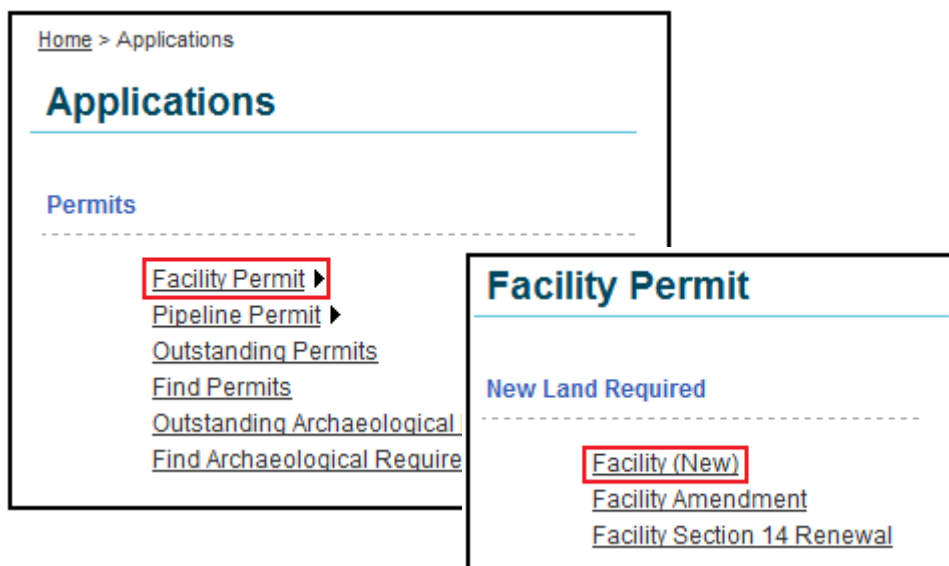 Home > Applications
Applications
Permits
Facility Permit
Pipeline Permit
Outstanding Permits
Find Permits
Outstanding Archaeological
Find Archaeological Require
Facility Permit
New Land Required
Facility (New)
Facility Amendment
Facility Section 14 Renewal